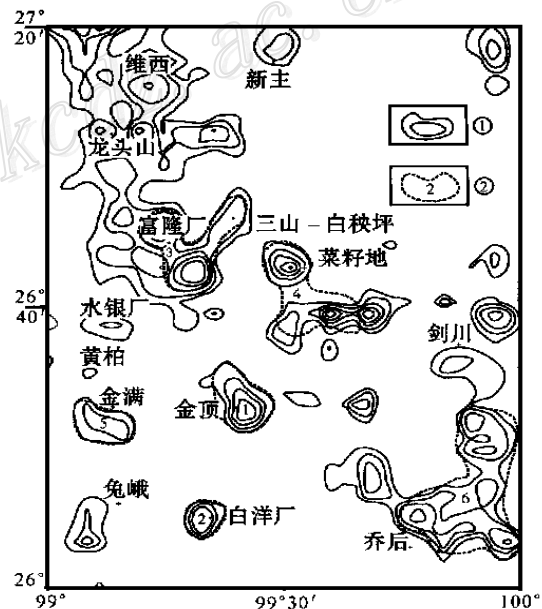 27°
20′
维西
新主
①
龙头山
2
②
富隆厂
三山－白秧坪
3
菜籽地
4
26°
40′
水银厂
剑川
黄柏
金满
金顶
1
5
兔峨
6
2
白洋厂
乔后
26°
99°
99°30′
100°